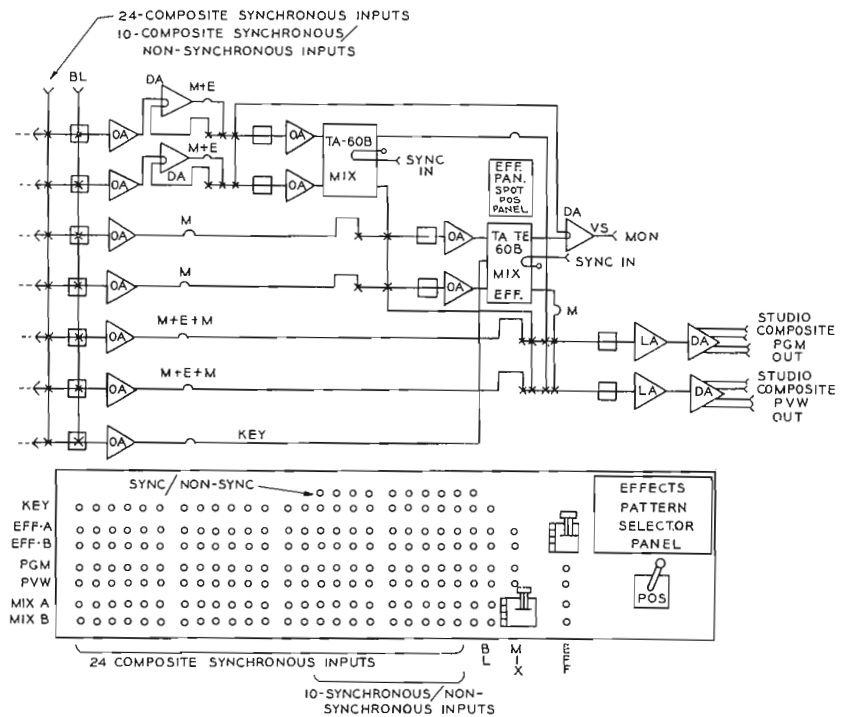 24-COMPOSITE SYNCHRONOUS INPUTS
10-COMPOSITE SYNCHRONOUS/
NON-SYNCHRONOUS INPUTS
BL
DA
M+E
OA
OA
TA-60B
MIX
SYNC
IN
M+E
DA
OA
OA
EFF.
PAN.
SPOT
POS
PANEL
DA
VS
MON
M
OA
OA
TA TE
60B
MIX
EFF.
SYNC IN
M
OA
OA
M
M+E+M
OA
LA
DA
STUDIO
COMPOSITE
PGM
OUT
M+E+M
OA
LA
DA
STUDIO
COMPOSITE
PVW
OUT
OA
KEY
SYNC/NON-SYNC
KEY
EFF·A
EFF·B
PGM
PVW
MIX A
MIX B
EFFECTS
PATTERN
SELECTOR
PANEL
POS
24 COMPOSITE SYNCHRONOUS INPUTS
BL
MIX
EFF
10-SYNCHRONOUS/NON-
SYNCHRONOUS INPUTS